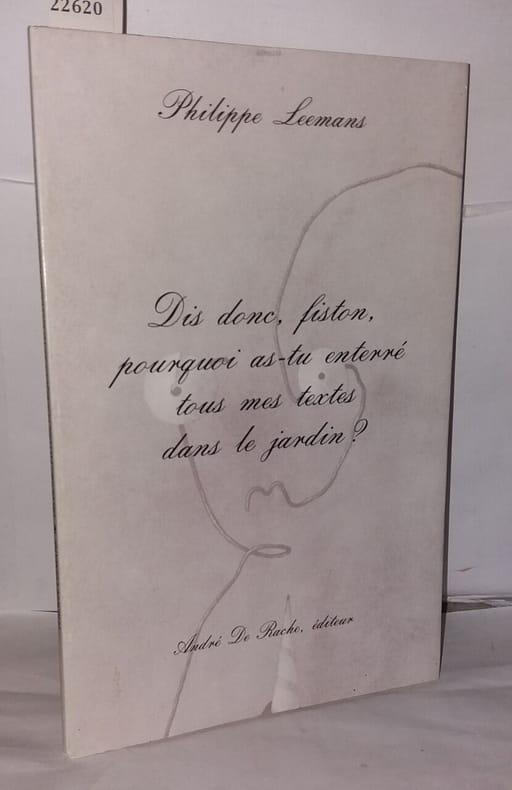 22620
Philippe Leemans
Dis donc, fiston,
pourquoi as-tu enterré
tous mes textes
dans le jardin?
André De Rache, éditeur